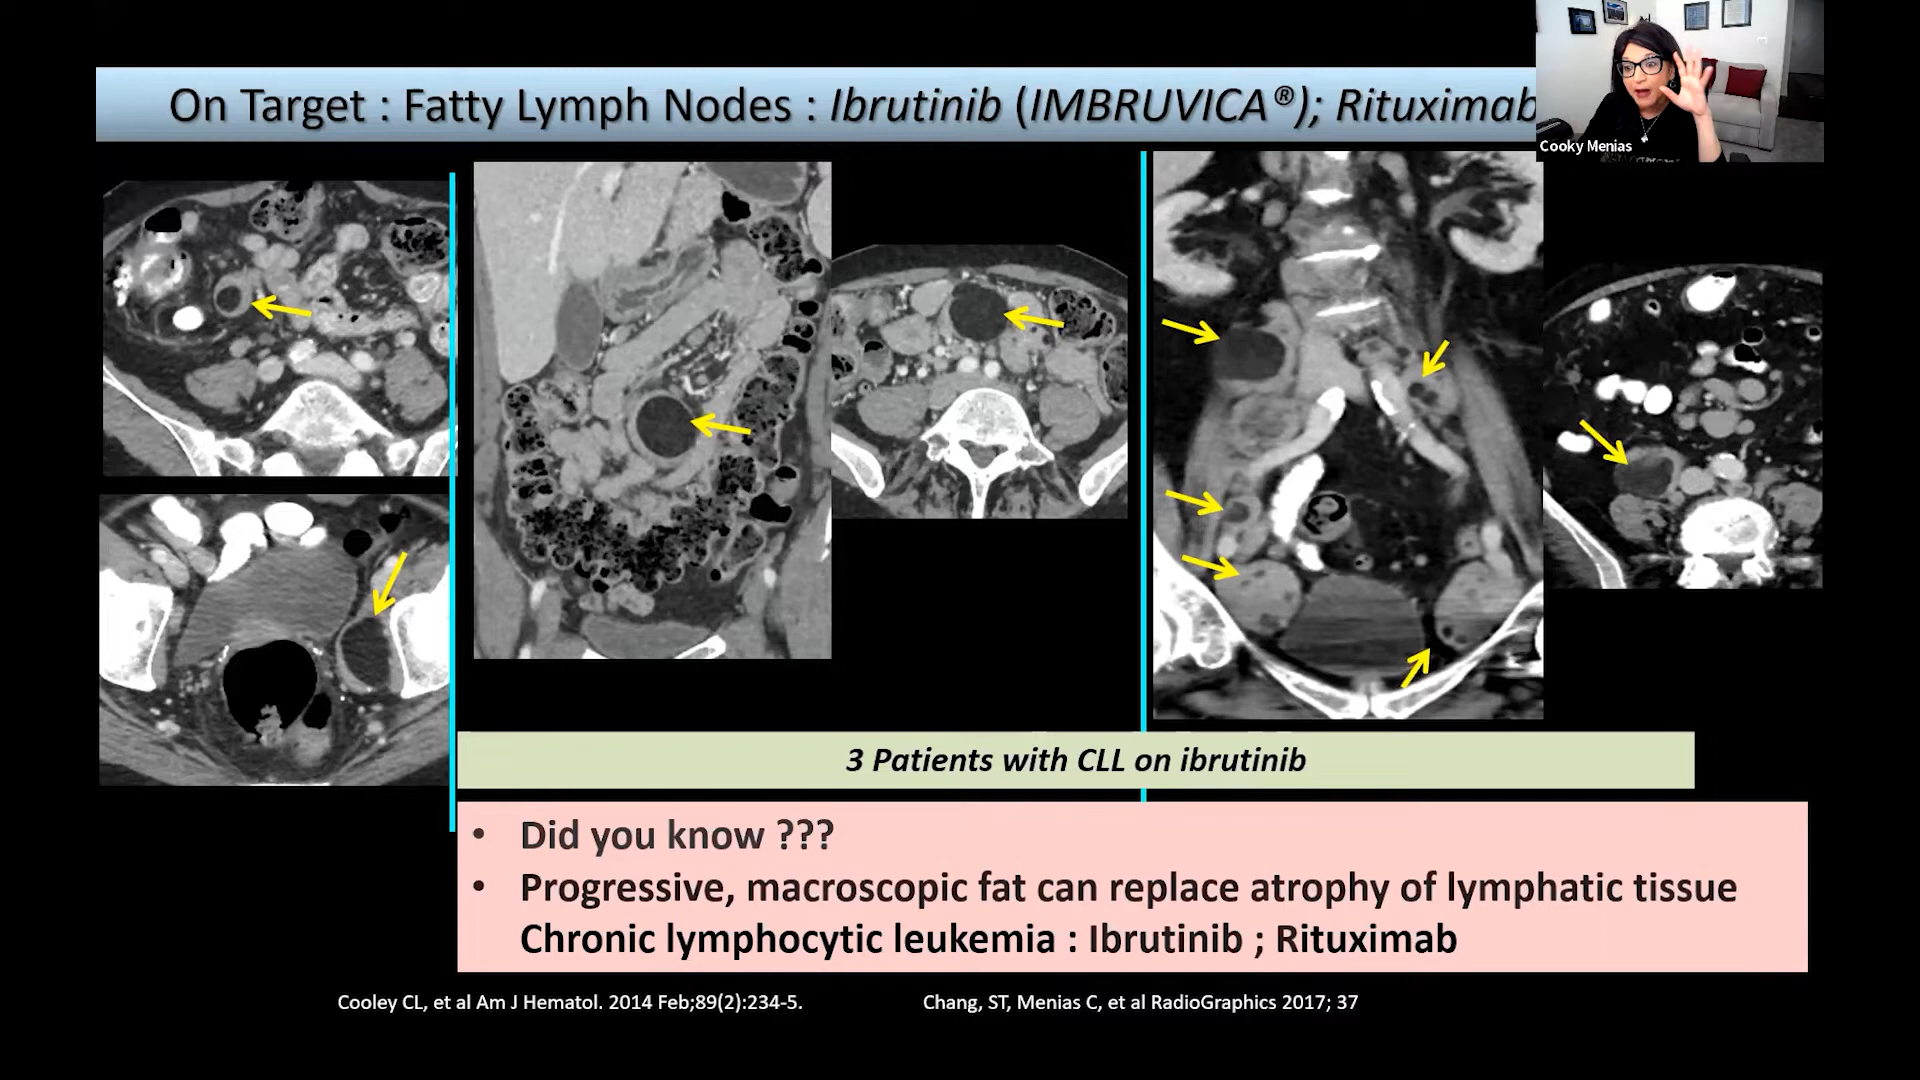 On Target : Fatty Lymph Nodes : Ibrutinib (IMBRUVICA®); Rituximab
Cooky Menias
3 Patients with CLL on ibrutinib
• Did you know ???
• Progressive, macroscopic fat can replace atrophy of lymphatic tissue
Chronic lymphocytic leukemia : Ibrutinib ; Rituximab
Cooley CL, et al Am J Hematol. 2014 Feb;89(2):234-5.
Chang, ST, Menias C, et al RadioGraphics 2017; 37